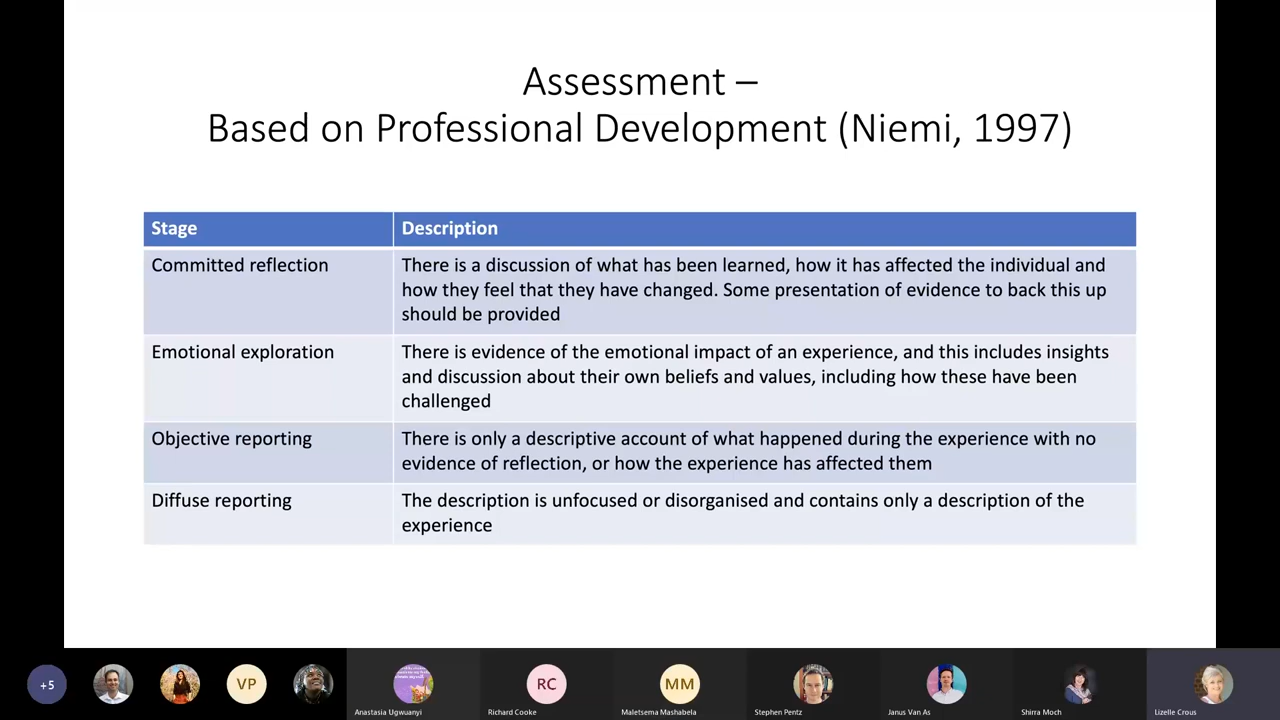 Assessment –
Based on Professional Development (Niemi, 1997)
Stage
Description
Committed reflection
There is a discussion of what has been learned, how it has affected the individual and
how they feel that they have changed. Some presentation of evidence to back this up
should be provided
Emotional exploration
There is evidence of the emotional impact of an experience, and this includes insights
and discussion about their own beliefs and values, including how these have been
challenged
Objective reporting
There is only a descriptive account of what happened during the experience with no
evidence of reflection, or how the experience has affected them
Diffuse reporting
The description is unfocused or disorganised and contains only a description of the
experience
+5
VP
RC
MM
Anastasia Ugwuanyi
Richard Cooke
Maletsema Mashabela
Stephen Pentz
Janus Van As
Shirra Moch
Lizelle Crous